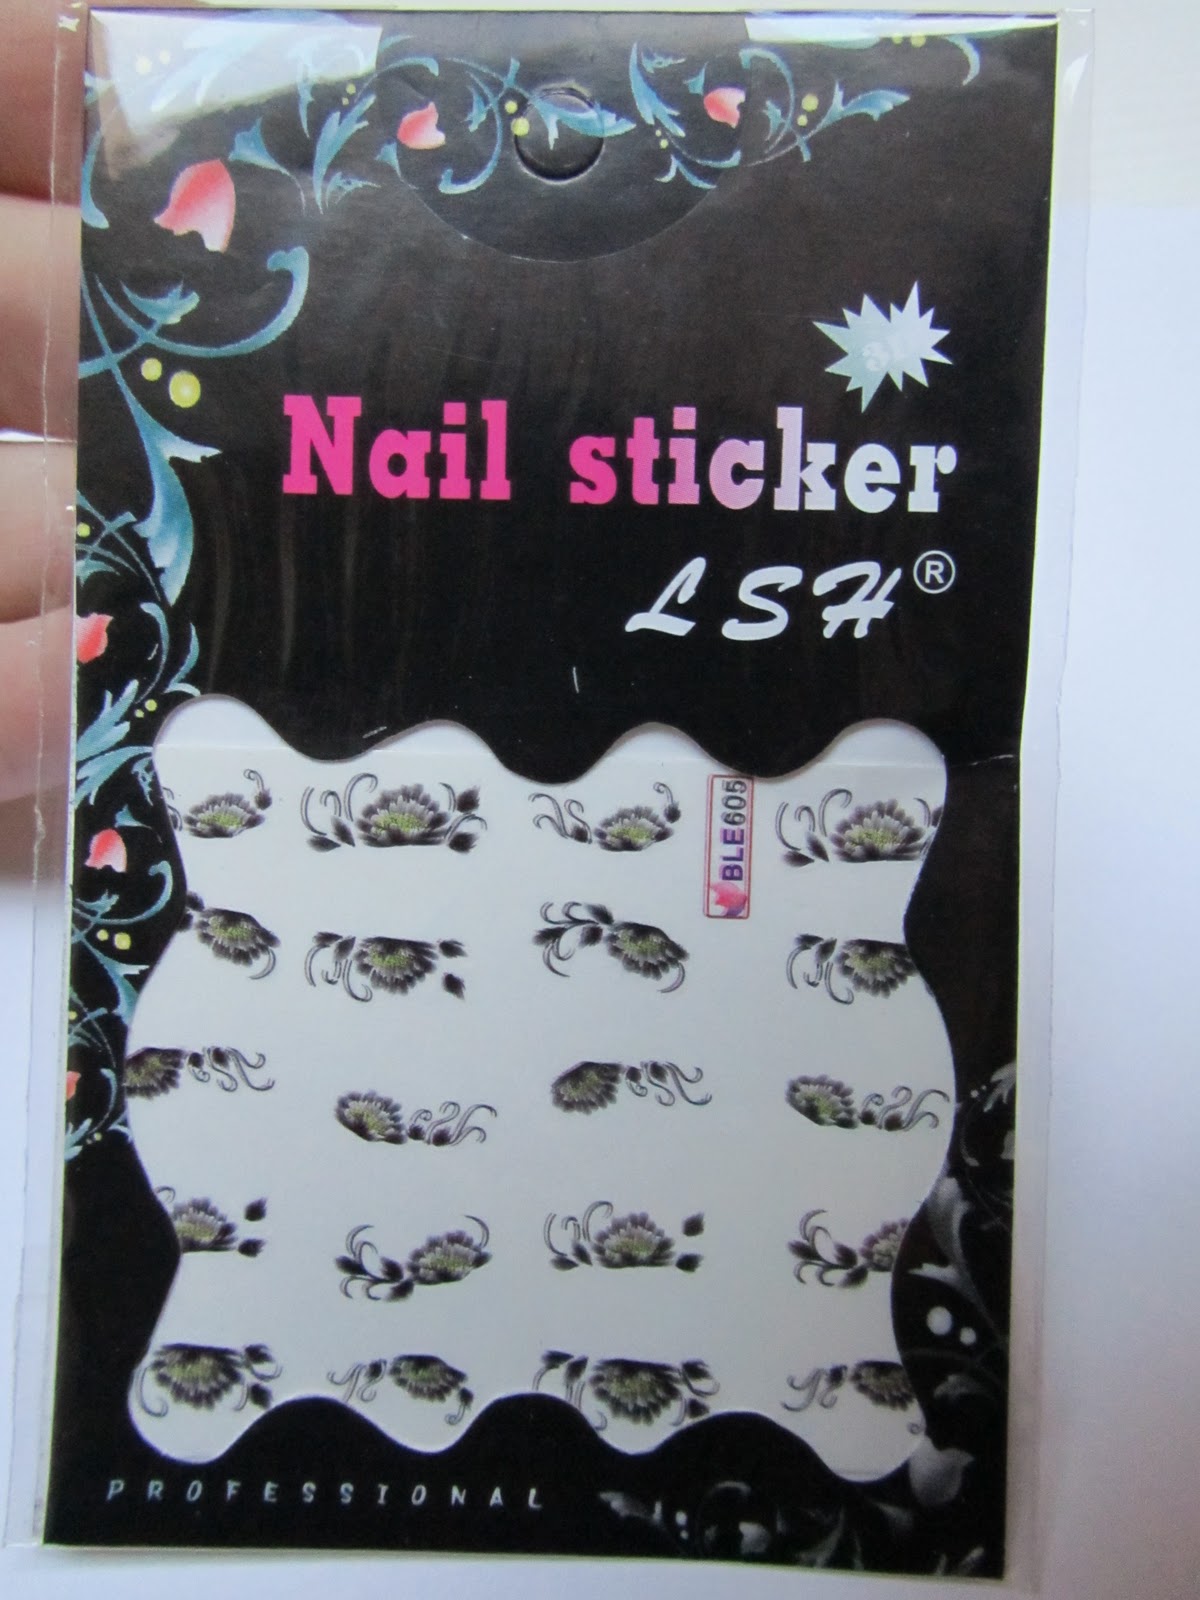 3D
Nail sticker
LSH®
BLE605
PROFESSIONAL